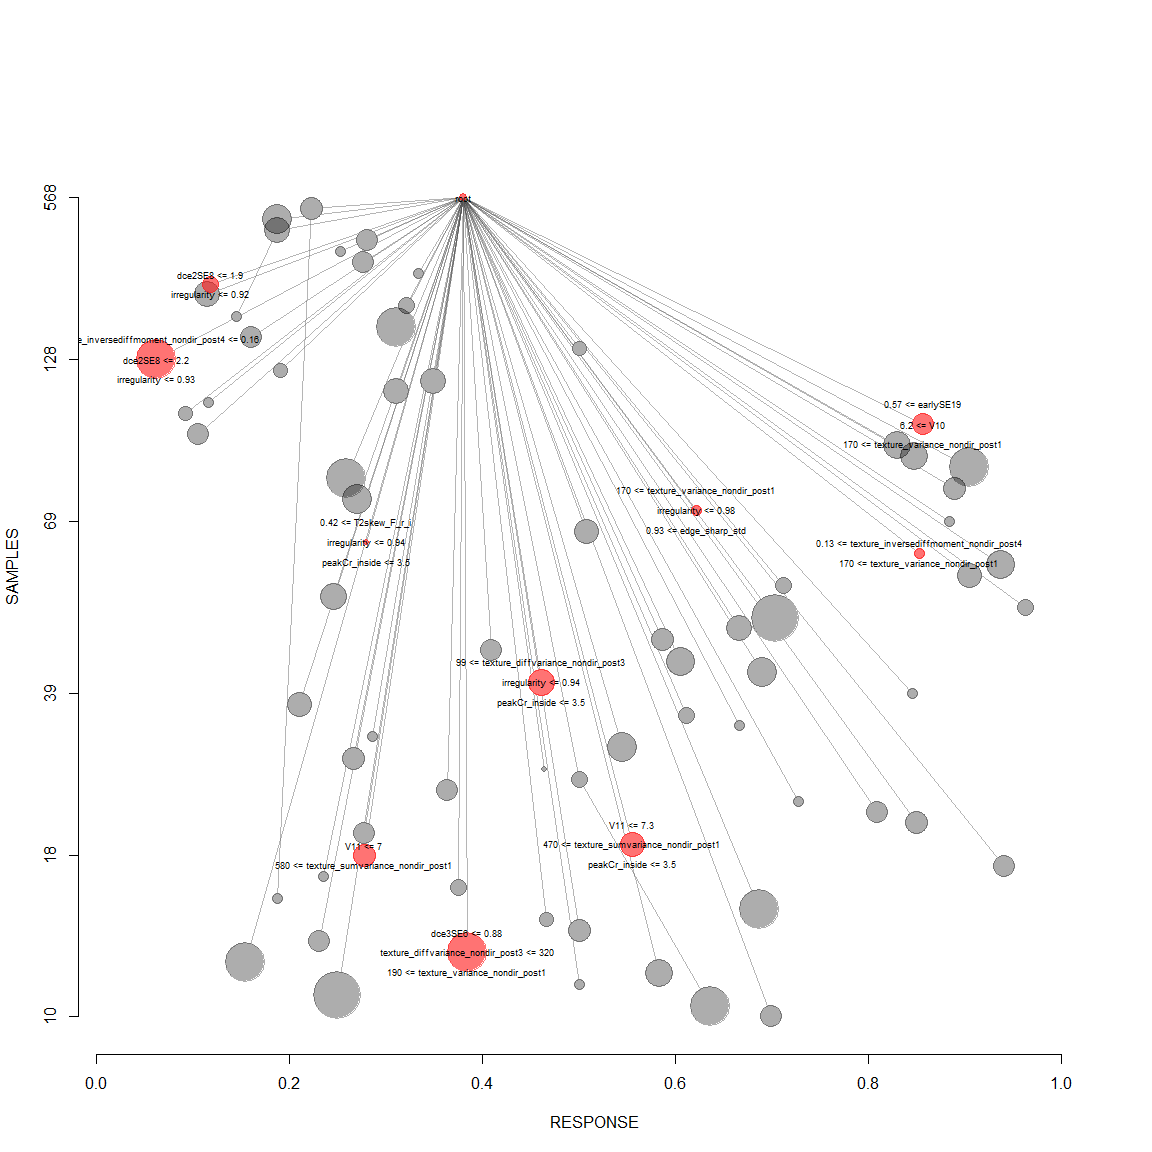 568
root
dce2SE8 <= 1.9
irregularity <= 0.92
e_inversediffmoment_nondir_post4 <= 0.16
128
dce2SE8 <= 2.2
irregularity <= 0.93
0.57 <= earlySE19
6.2 <= V10
170 <= texture_variance_nondir_post1
170 <= texture_variance_nondir_post1
irregularity <= 0.98
0.93 <= edge_sharp_std
69
0.42 <= T2skew_F_r_i
irregularity <= 0.94
peakCr_inside <= 3.5
0.13 <= texture_inversediffmoment_nondir_post4
170 <= texture_variance_nondir_post1
SAMPLES
99 <= texture_diffvariance_nondir_post3
irregularity <= 0.94
peakCr_inside <= 3.5
39
V11 <= 7.3
470 <= texture_sumvariance_nondir_post1
peakCr_inside <= 3.5
V11 <= 7
580 <= texture_sumvariance_nondir_post1
18
dce3SE6 <= 0.88
texture_diffvariance_nondir_post3 <= 320
190 <= texture_variance_nondir_post1
10
0.0 0.2 0.4 0.6 0.8 1.0
RESPONSE